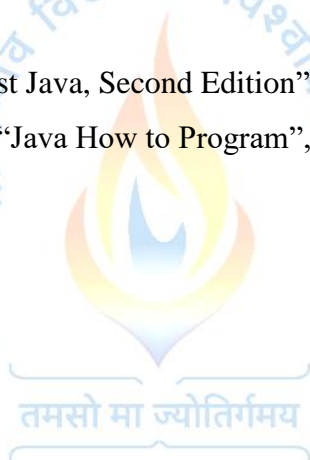 st Java, Second Edition”
“Java How to Program”,
तमसो मा ज्योतिर्गमय